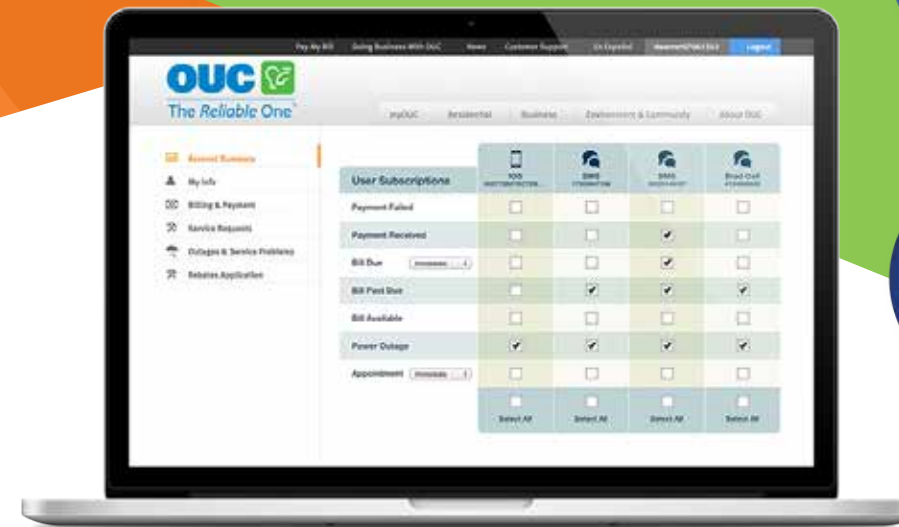 Pay My Bill Doing Business With OUC News Customer Support En Español Logout
OUC
The Reliable One
myOUC Residential Business Environment & Community About OUC
Account Summary
My Info
Billing & Payment
Service Requests
Outages & Service Problems
Rebates Application
User Subscriptions
iOS
SMS
SMS
Brad Cell
Payment Failed
Payment Received
Bill Due Immediate
Bill Past Due
Bill Available
Power Outage
Appointment Immediate
Select All Select All Select All Select All